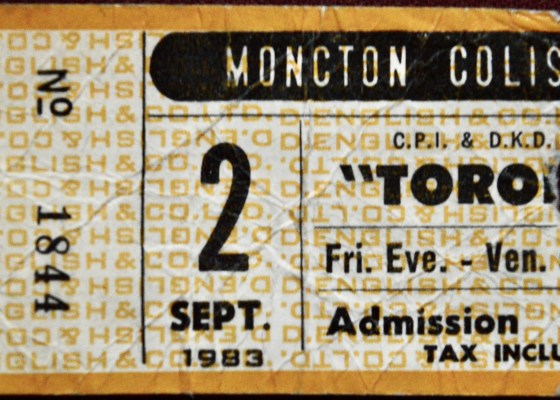 No 1844
MONCTON COLIS
2
SEPT.
1983
C.P.I. & D.K.D.
"TORO
Fri. Eve. - Ven.
Admission
TAX INCLU